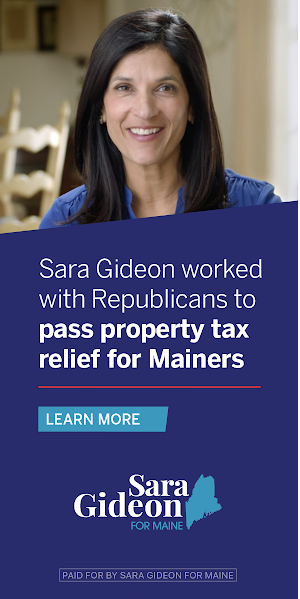 Sara Gideon worked
with Republicans to
pass property tax
relief for Mainers
LEARN MORE
Sara
Gideon
FOR MAINE
PAID FOR BY SARA GIDEON FOR MAINE